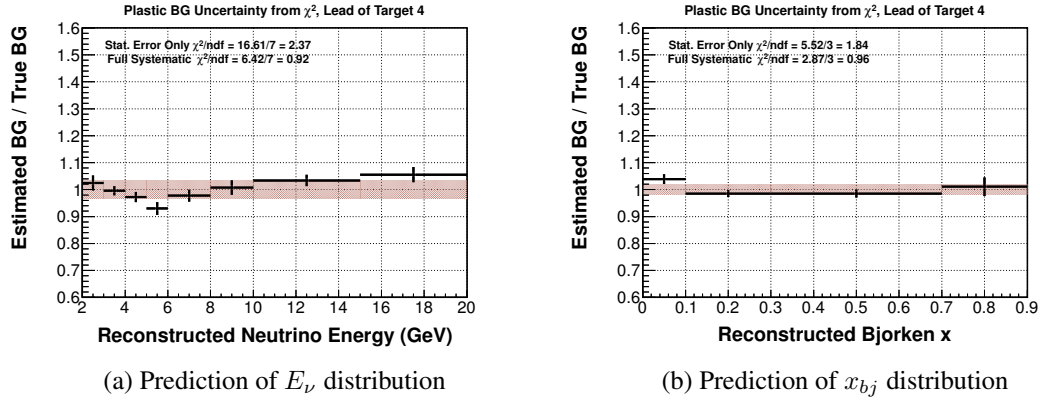 Plastic BG Uncertainty from χ², Lead of Target 4
Estimated BG / True BG
1.6
1.5
1.4
1.3
1.2
1.1
1
0.9
0.8
0.7
0.6
Stat. Error Only χ²/ndf = 16.61/7 = 2.37
Full Systematic χ²/ndf = 6.42/7 = 0.92
2 4 6 8 10 12 14 16 18 20
Reconstructed Neutrino Energy (GeV)
(a) Prediction of Eν distribution
Plastic BG Uncertainty from χ², Lead of Target 4
Estimated BG / True BG
1.6
1.5
1.4
1.3
1.2
1.1
1
0.9
0.8
0.7
0.6
Stat. Error Only χ²/ndf = 5.52/3 = 1.84
Full Systematic χ²/ndf = 2.87/3 = 0.96
0 0.1 0.2 0.3 0.4 0.5 0.6 0.7 0.8 0.9
Reconstructed Bjorken x
(b) Prediction of xbj distribution